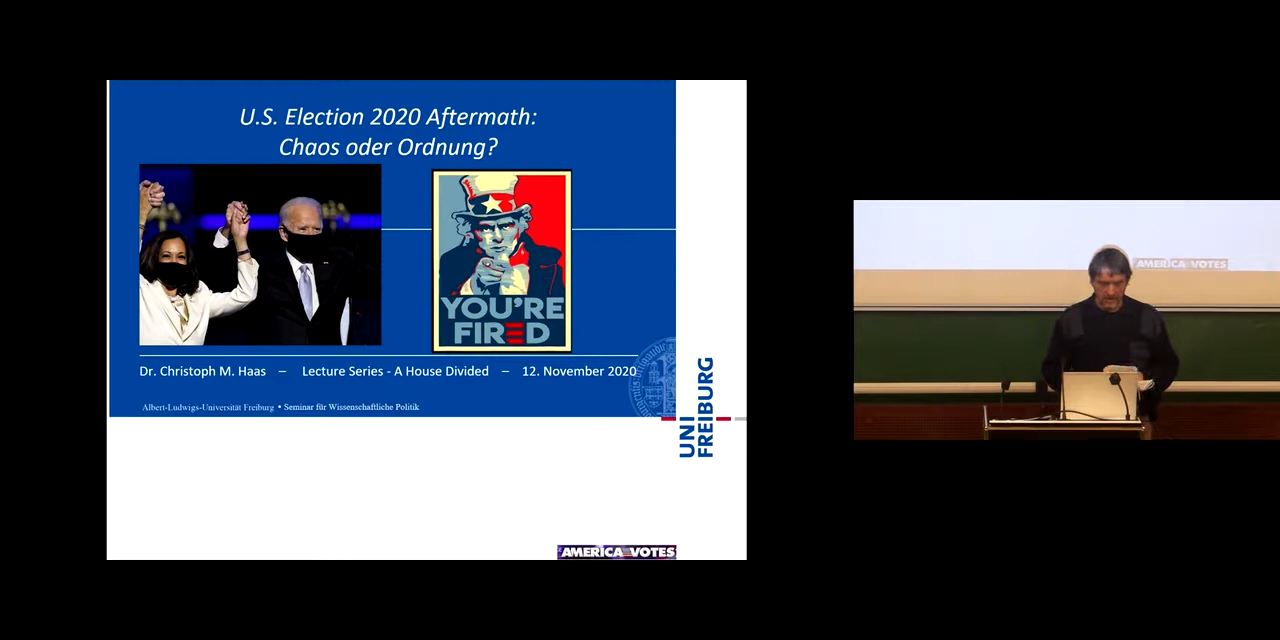 U.S. Election 2020 Aftermath:
Chaos oder Ordnung?
YOU'RE
FIRED
Dr. Christoph M. Haas – Lecture Series - A House Divided – 12. November 2020
Albert-Ludwigs-Universität Freiburg • Seminar für Wissenschaftliche Politik
UNI
FREIBURG
AMERICA VOTES
AMERICA VOTES